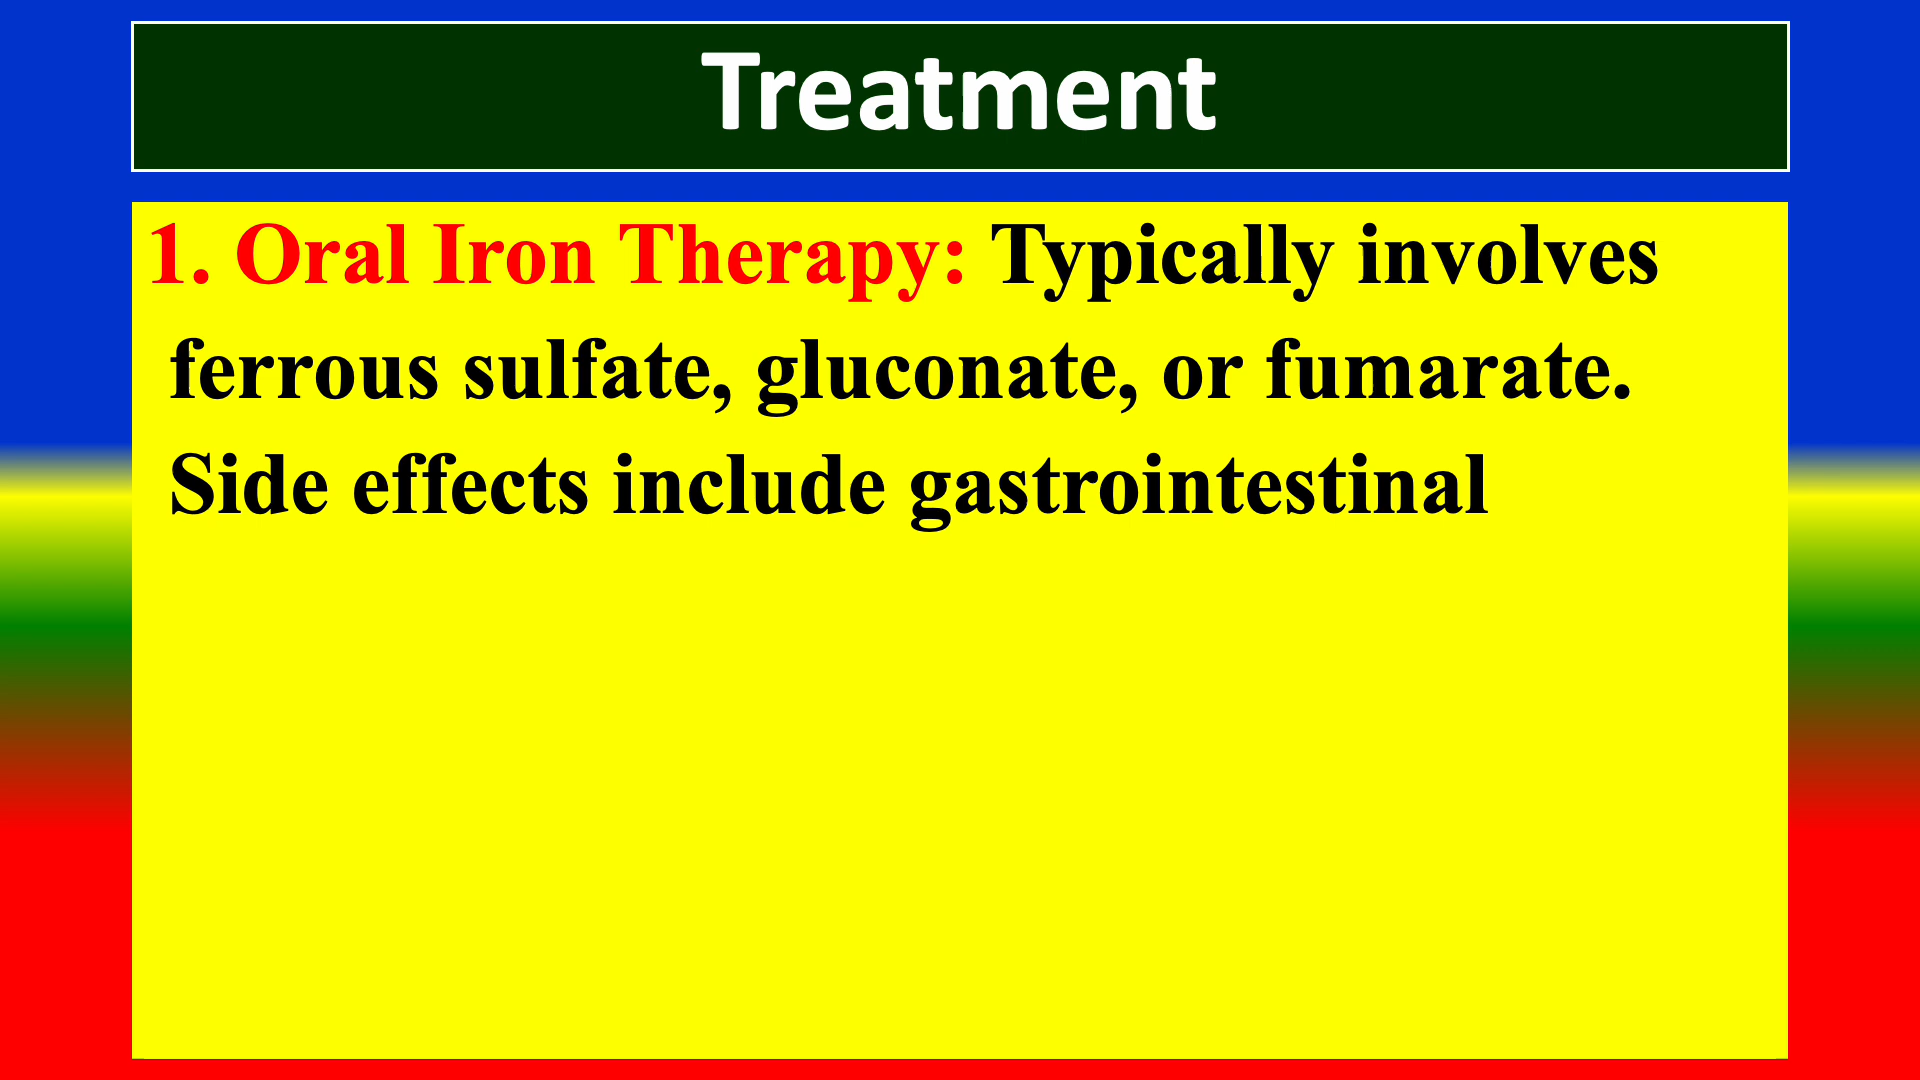 Treatment
1. Oral Iron Therapy: Typically involves
ferrous sulfate, gluconate, or fumarate.
Side effects include gastrointestinal